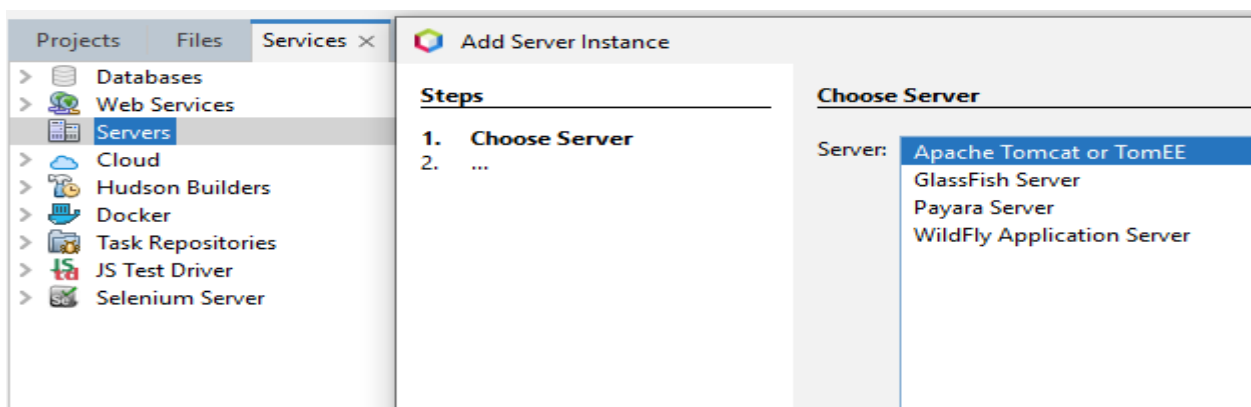 Projects Files Services ×
Databases
Web Services
Servers
Cloud
Hudson Builders
Docker
Task Repositories
JS Test Driver
Selenium Server
Add Server Instance
Steps
1. Choose Server
2. ...
Choose Server
Server: Apache Tomcat or TomEE
GlassFish Server
Payara Server
WildFly Application Server